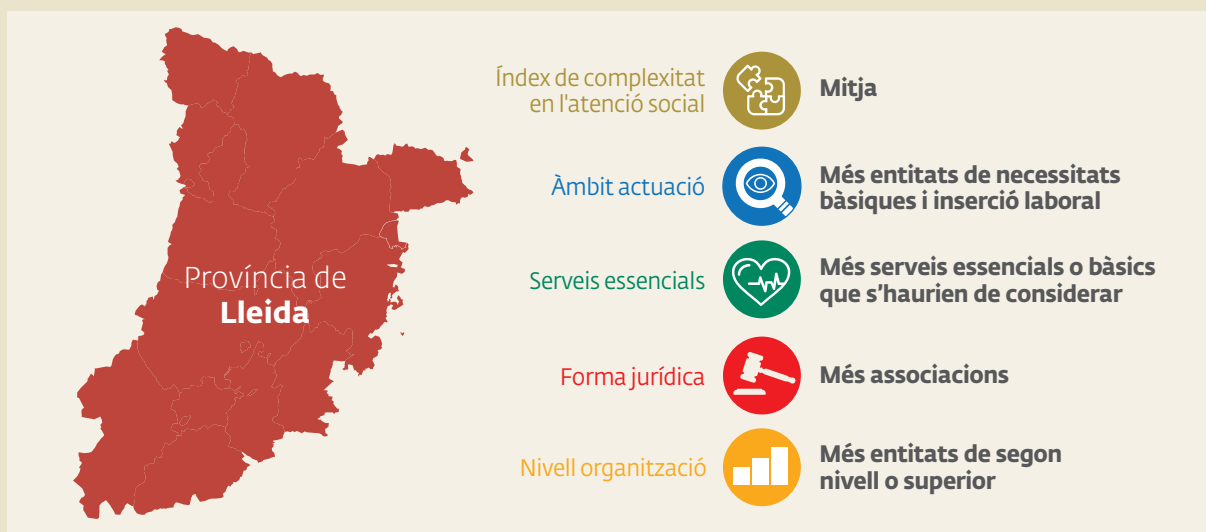 Província de
Lleida
Índex de complexitat
en l'atenció social
Mitja
Àmbit actuació
Més entitats de necessitats
bàsiques i inserció laboral
Serveis essencials
Més serveis essencials o bàsics
que s’haurien de considerar
Forma jurídica
Més associacions
Nivell organització
Més entitats de segon
nivell o superior